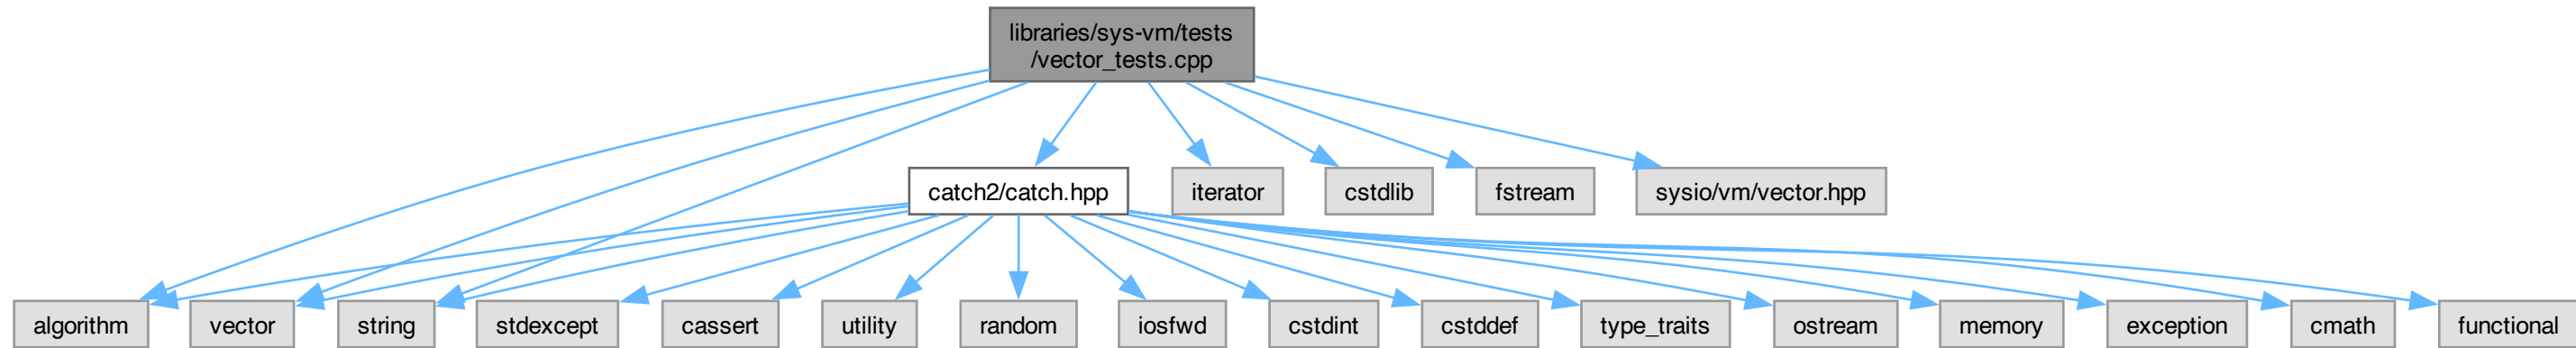 libraries/sys-vm/tests
/vector_tests.cpp
catch2/catch.hpp
iterator
cstdlib
fstream
sysio/vm/vector.hpp
algorithm
vector
string
stdexcept
cassert
utility
random
iosfwd
cstdint
cstddef
type_traits
ostream
memory
exception
cmath
functional